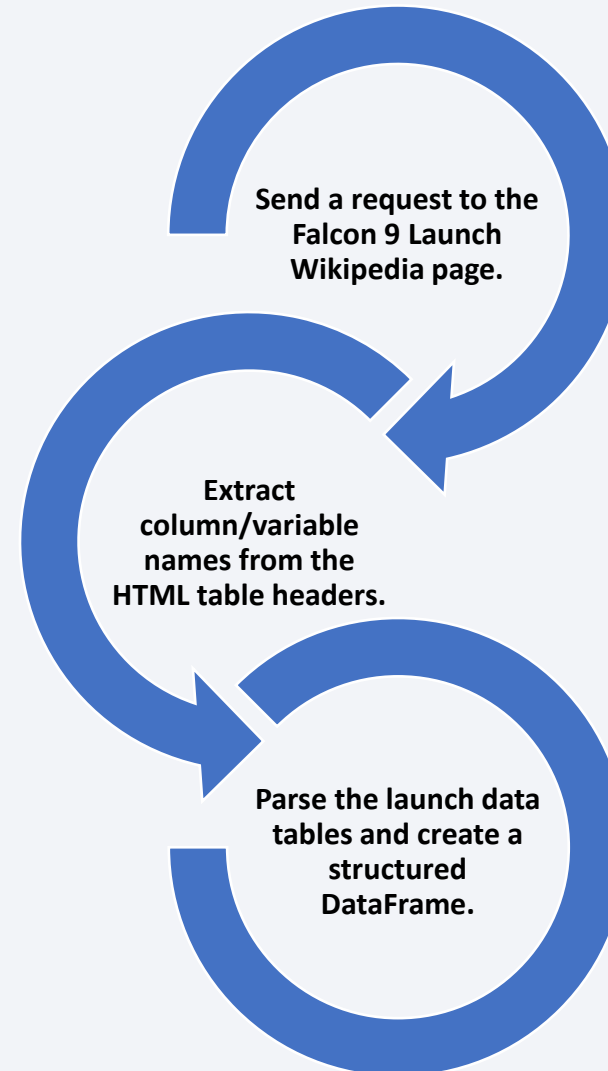 Send a request to the
Falcon 9 Launch
Wikipedia page.
Extract
column/variable
names from the
HTML table headers.
Parse the launch data
tables and create a
structured
DataFrame.